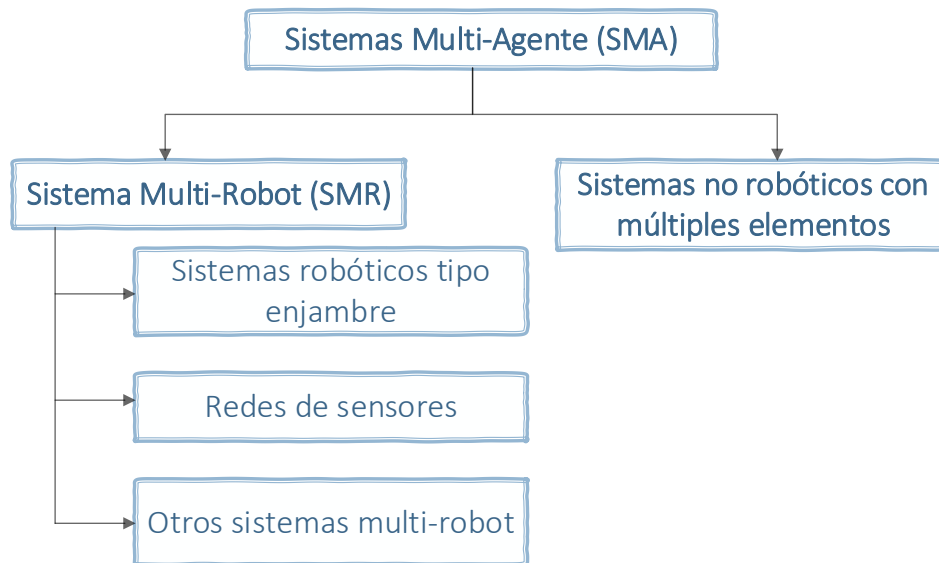 Sistemas Multi-Agente (SMA)
Sistema Multi-Robot (SMR)
Sistemas no robóticos con
múltiples elementos
Sistemas robóticos tipo
enjambre
Redes de sensores
Otros sistemas multi-robot